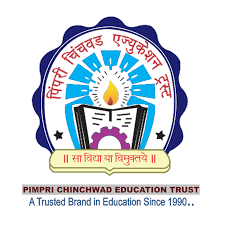 पिंपरी चिंचवड एज्युकेशन ट्रस्ट
॥ सा विद्या या विमुक्तये ॥
PIMPRI CHINCHWAD EDUCATION TRUST
A Trusted Brand in Education Since 1990..